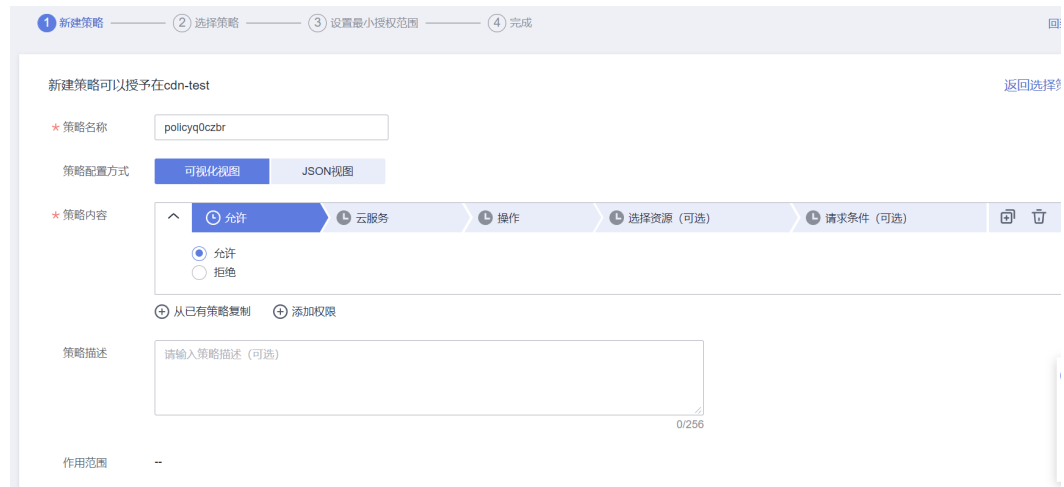 1 新建策略 2 选择策略 3 设置最小授权范围 4 完成
新建策略可以授予在cdn-test 返回选择
* 策略名称 policyq0czbr
策略配置方式 可视化视图 JSON视图
* 策略内容 允许 云服务 操作 选择资源（可选） 请求条件（可选）
允许
拒绝
从已有策略复制 添加权限
策略描述 请输入策略描述（可选）
0/256
作用范围 --